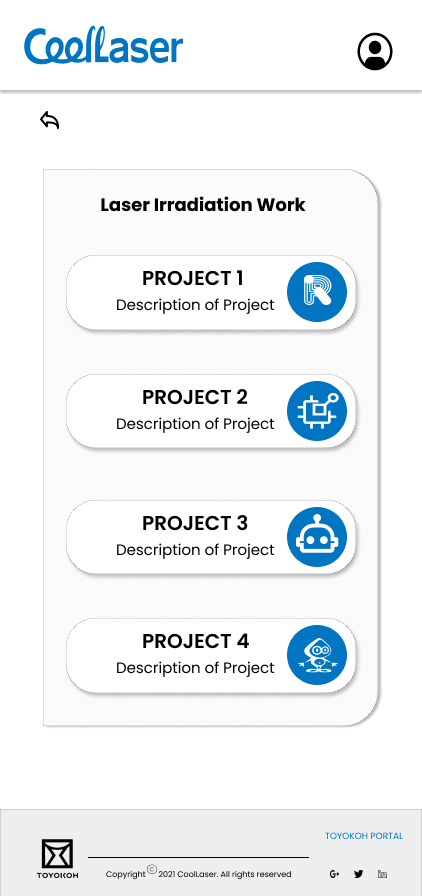 CoolLaser
Laser Irradiation Work
PROJECT 1
Description of Project
R
PROJECT 2
Description of Project
PROJECT 3
Description of Project
PROJECT 4
Description of Project
TOYOKOH PORTAL
TOYOKOH
Copyright © 2021 CoolLaser. All rights reserved
G+
in